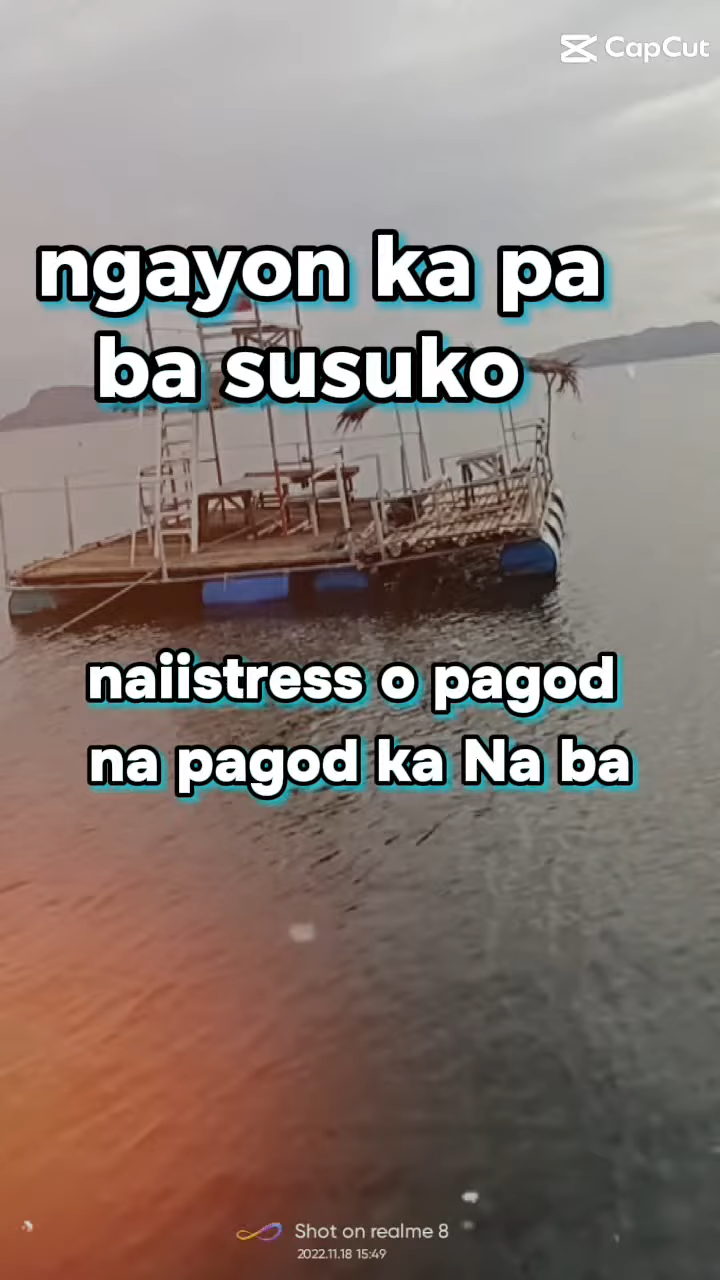 CapCut
ngayon ka pa
ba susuko
naiistress o pagod
na pagod ka Na ba
Shot on realme 8
2022.11.18 15:49